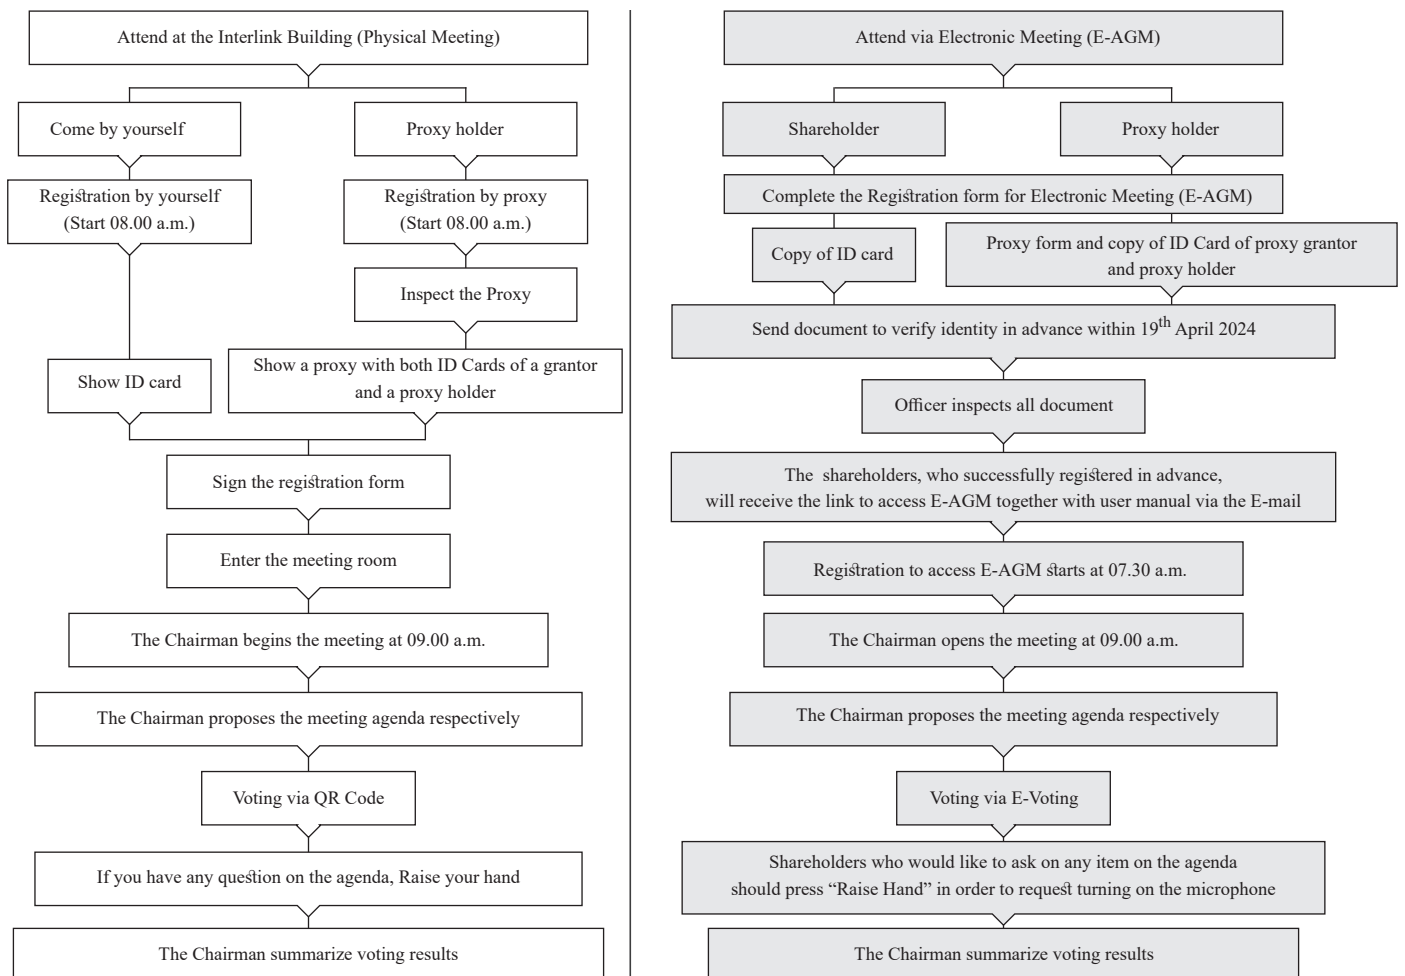 Attend at the Interlink Building (Physical Meeting)
Come by yourself
Proxy holder
Registration by yourself
(Start 08.00 a.m.)
Registration by proxy
(Start 08.00 a.m.)
Inspect the Proxy
Show ID card
Show a proxy with both ID Cards of a grantor
and a proxy holder
Sign the registration form
Enter the meeting room
The Chairman begins the meeting at 09.00 a.m.
The Chairman proposes the meeting agenda respectively
Voting via QR Code
If you have any question on the agenda, Raise your hand
The Chairman summarize voting results
Attend via Electronic Meeting (E-AGM)
Shareholder
Proxy holder
Complete the Registration form for Electronic Meeting (E-AGM)
Copy of ID card
Proxy form and copy of ID Card of proxy grantor
and proxy holder
Send document to verify identity in advance within 19th April 2024
Officer inspects all document
The shareholders, who successfully registered in advance,
will receive the link to access E-AGM together with user manual via the E-mail
Registration to access E-AGM starts at 07.30 a.m.
The Chairman opens the meeting at 09.00 a.m.
The Chairman proposes the meeting agenda respectively
Voting via E-Voting
Shareholders who would like to ask on any item on the agenda
should press “Raise Hand” in order to request turning on the microphone
The Chairman summarize voting results